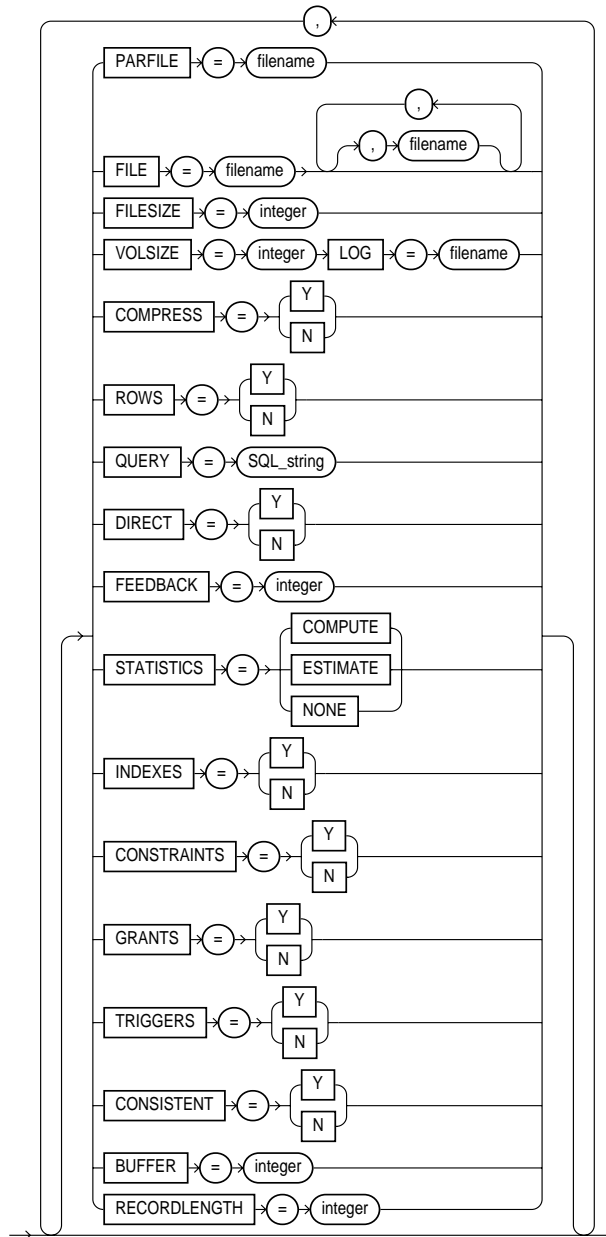 ,
PARFILE = filename
,
, filename
FILE = filename
FILESIZE = integer
VOLSIZE = integer LOG = filename
COMPRESS = Y
N
ROWS = Y
N
QUERY = SQL_string
DIRECT = Y
N
FEEDBACK = integer
COMPUTE
STATISTICS = ESTIMATE
NONE
INDEXES = Y
N
CONSTRAINTS = Y
N
GRANTS = Y
N
TRIGGERS = Y
N
CONSISTENT = Y
N
BUFFER = integer
RECORDLENGTH = integer